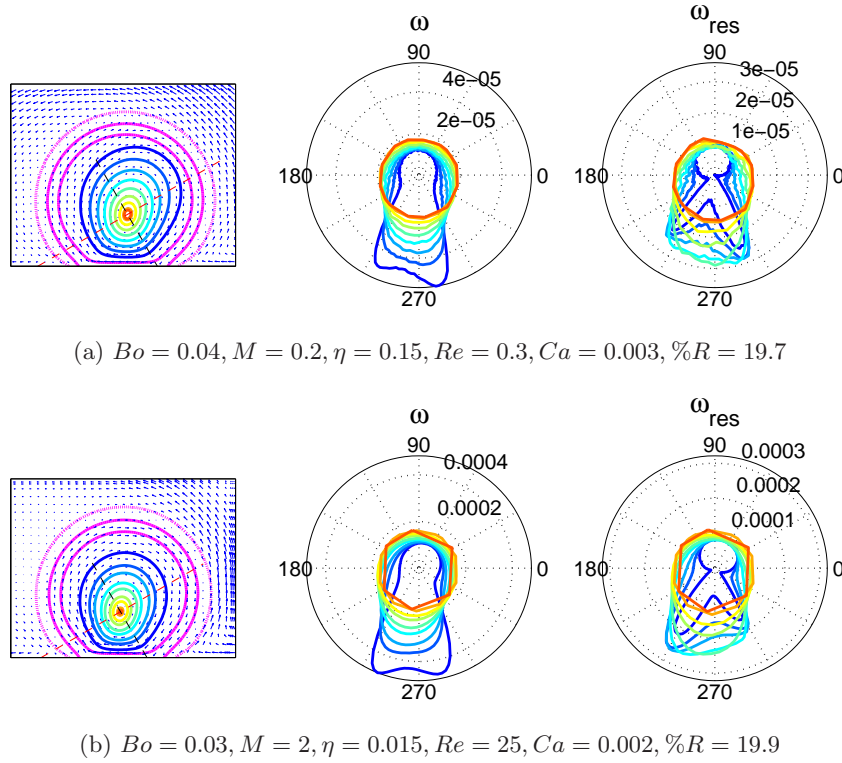 ω
ω_res
90
4e−05
2e−05
180
0
270
90
3e−05
2e−05
1e−05
180
0
270
(a) Bo = 0.04, M = 0.2, η = 0.15, Re = 0.3, Ca = 0.003, %R = 19.7
ω
ω_res
90
0.0004
0.0002
180
0
270
90
0.0003
0.0002
0.0001
180
0
270
(b) Bo = 0.03, M = 2, η = 0.015, Re = 25, Ca = 0.002, %R = 19.9